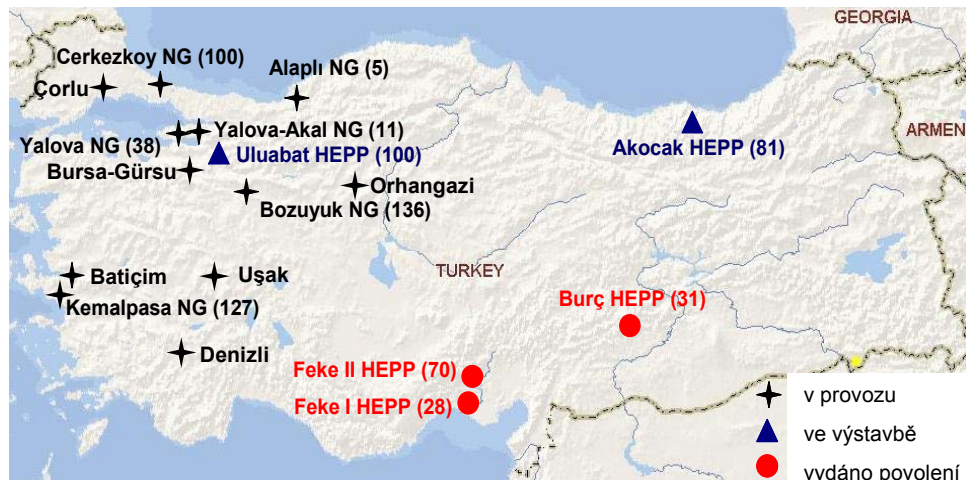 GEORGIA
Cerkezkoy NG (100)
Alaplı NG (5)
Çorlu
Yalova-Akal NG (11)
ARMEN
Yalova NG (38)
Uluabat HEPP (100)
Akocak HEPP (81)
Bursa-Gürsu
Orhangazi
Bozuyuk NG (136)
TURKEY
Batiçim
Uşak
Burç HEPP (31)
Kemalpasa NG (127)
Denizli
Feke II HEPP (70)
Feke I HEPP (28)
v provozu
ve výstavbě
vydáno povolení